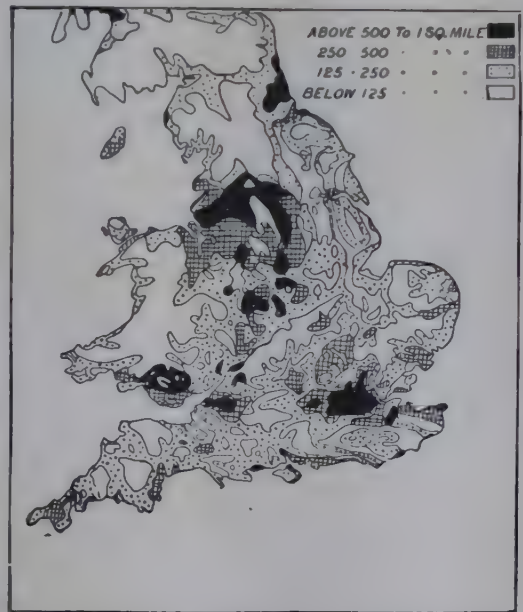 ABOVE 500 TO 1 SQ. MILE
250 500 · · · ·
125 · 250 · · · ·
BELOW 125 · · · ·